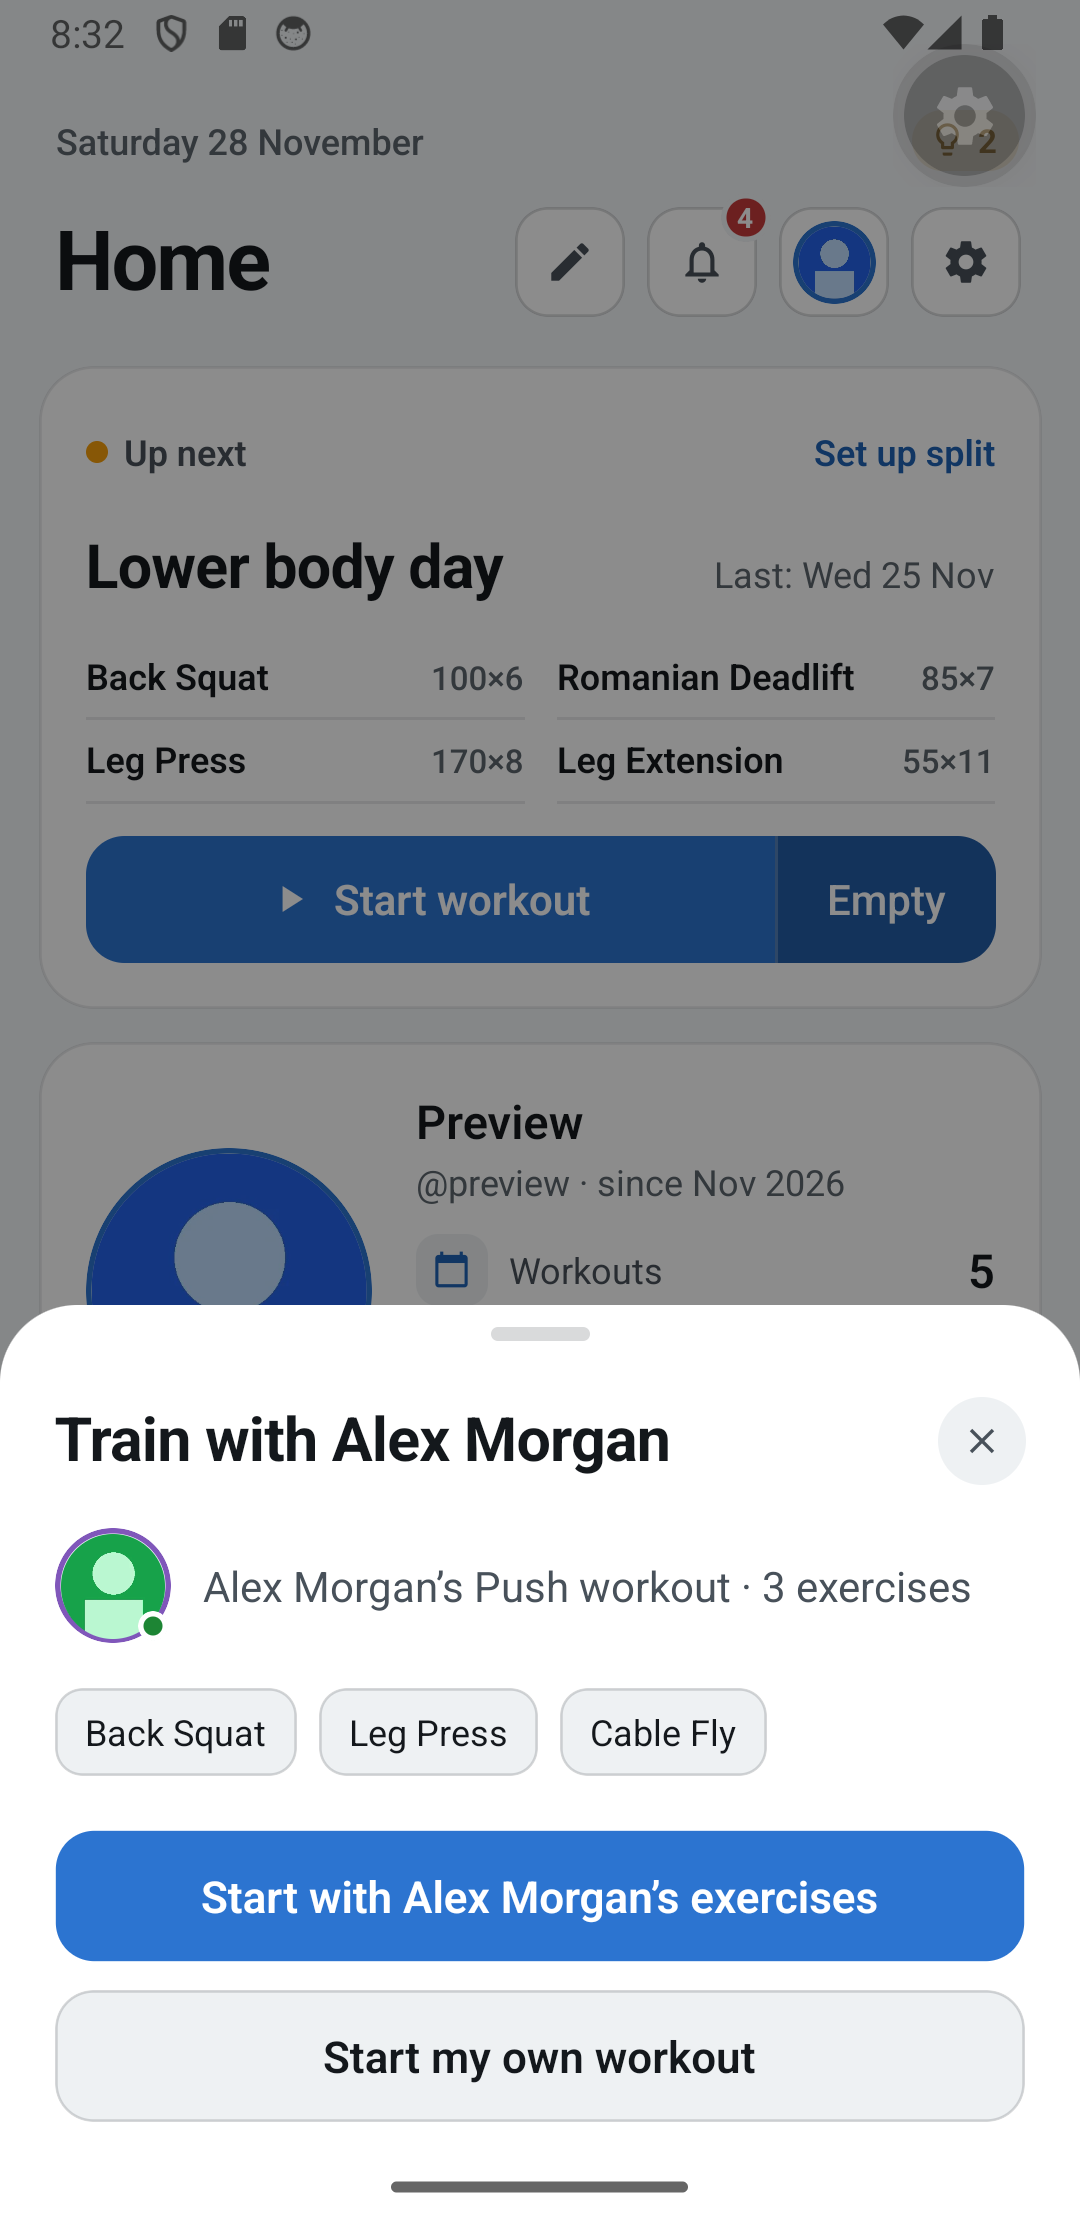 8:32
Saturday 28 November
2
Home
4
Up next
Set up split
Lower body day
Last: Wed 25 Nov
Back Squat 100×6
Romanian Deadlift 85×7
Leg Press 170×8
Leg Extension 55×11
Start workout
Empty
Preview
@preview · since Nov 2026
Workouts 5
Train with Alex Morgan
Alex Morgan’s Push workout · 3 exercises
Back Squat
Leg Press
Cable Fly
Start with Alex Morgan’s exercises
Start my own workout